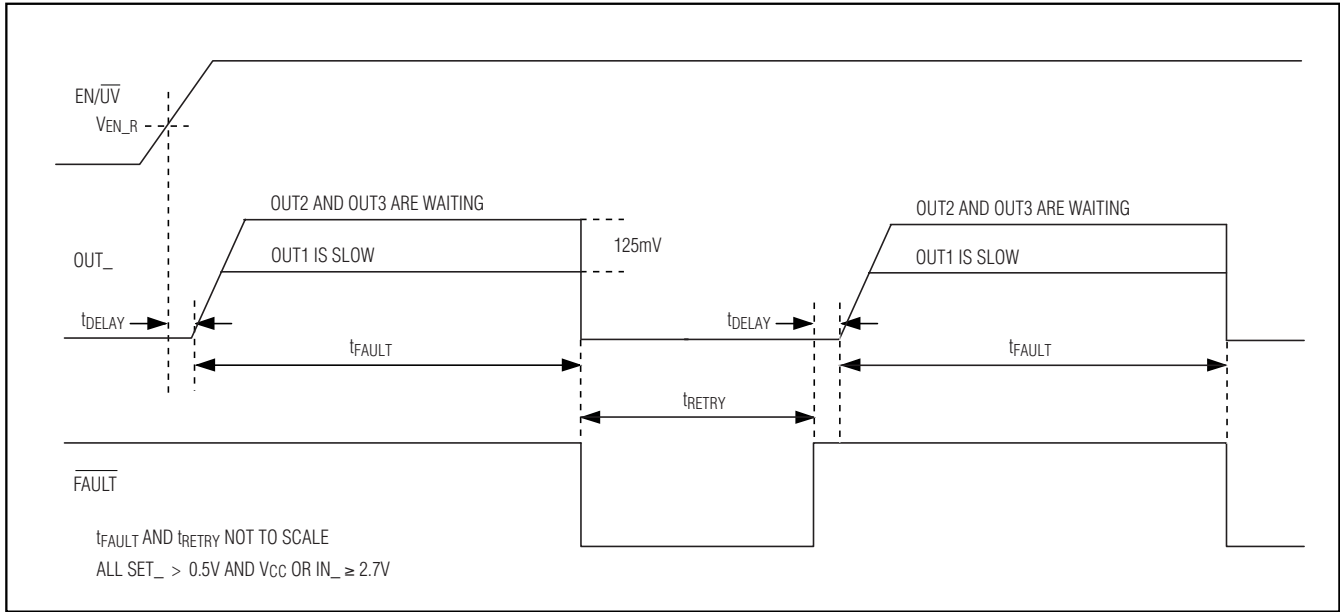 EN/U̅V̅
VEN_R
OUT2 AND OUT3 ARE WAITING
OUT2 AND OUT3 ARE WAITING
125mV
OUT_
OUT1 IS SLOW
OUT1 IS SLOW
tDELAY
tDELAY
tFAULT
tFAULT
tRETRY
F̅A̅U̅L̅T̅
tFAULT AND tRETRY NOT TO SCALE
ALL SET_ > 0.5V AND VCC OR IN_ ≥ 2.7V